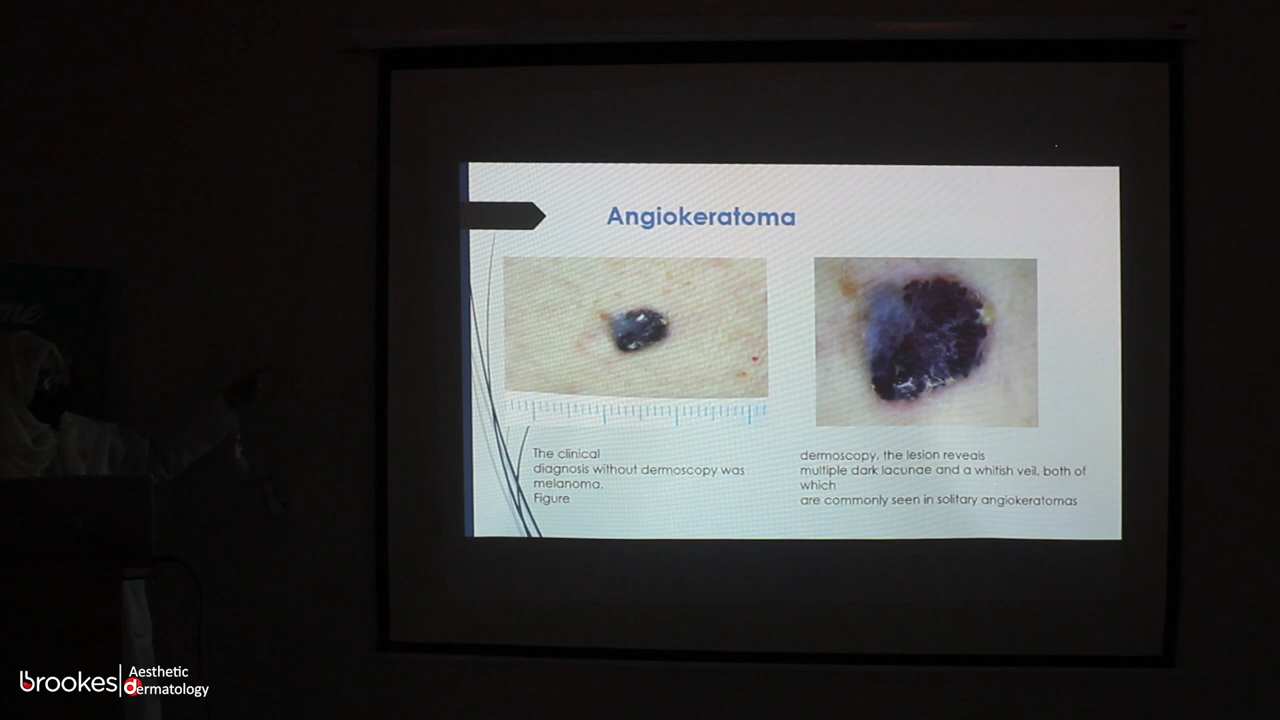 Angiokeratoma
The clinical
diagnosis without dermoscopy was
melanoma.
Figure
dermoscopy, the lesion reveals
multiple dark lacunae and a whitish veil, both of
which
are commonly seen in solitary angiokeratomas
brookes
Aesthetic
dermatology